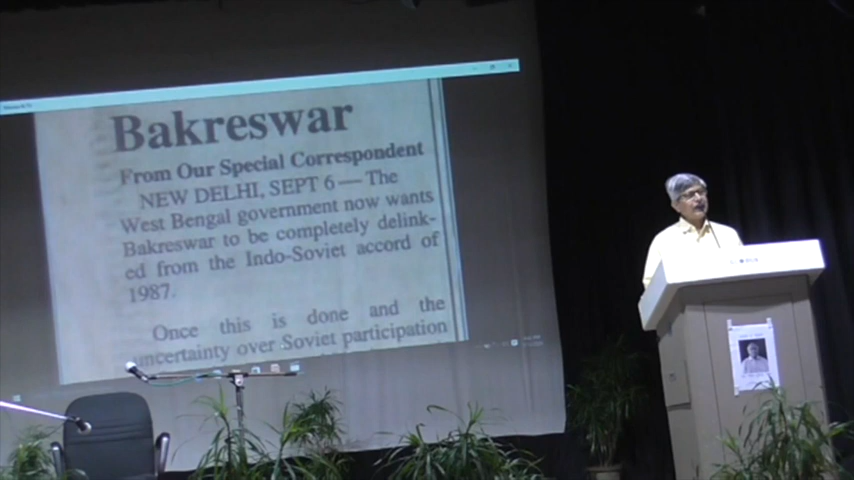 Bakreswar
From Our Special Correspondent
NEW DELHI, SEPT 6 — The
West Bengal government now wants
Bakreswar to be completely delink-
ed from the Indo-Soviet accord of
1987.
Once this is done and the
uncertainty over Soviet participation